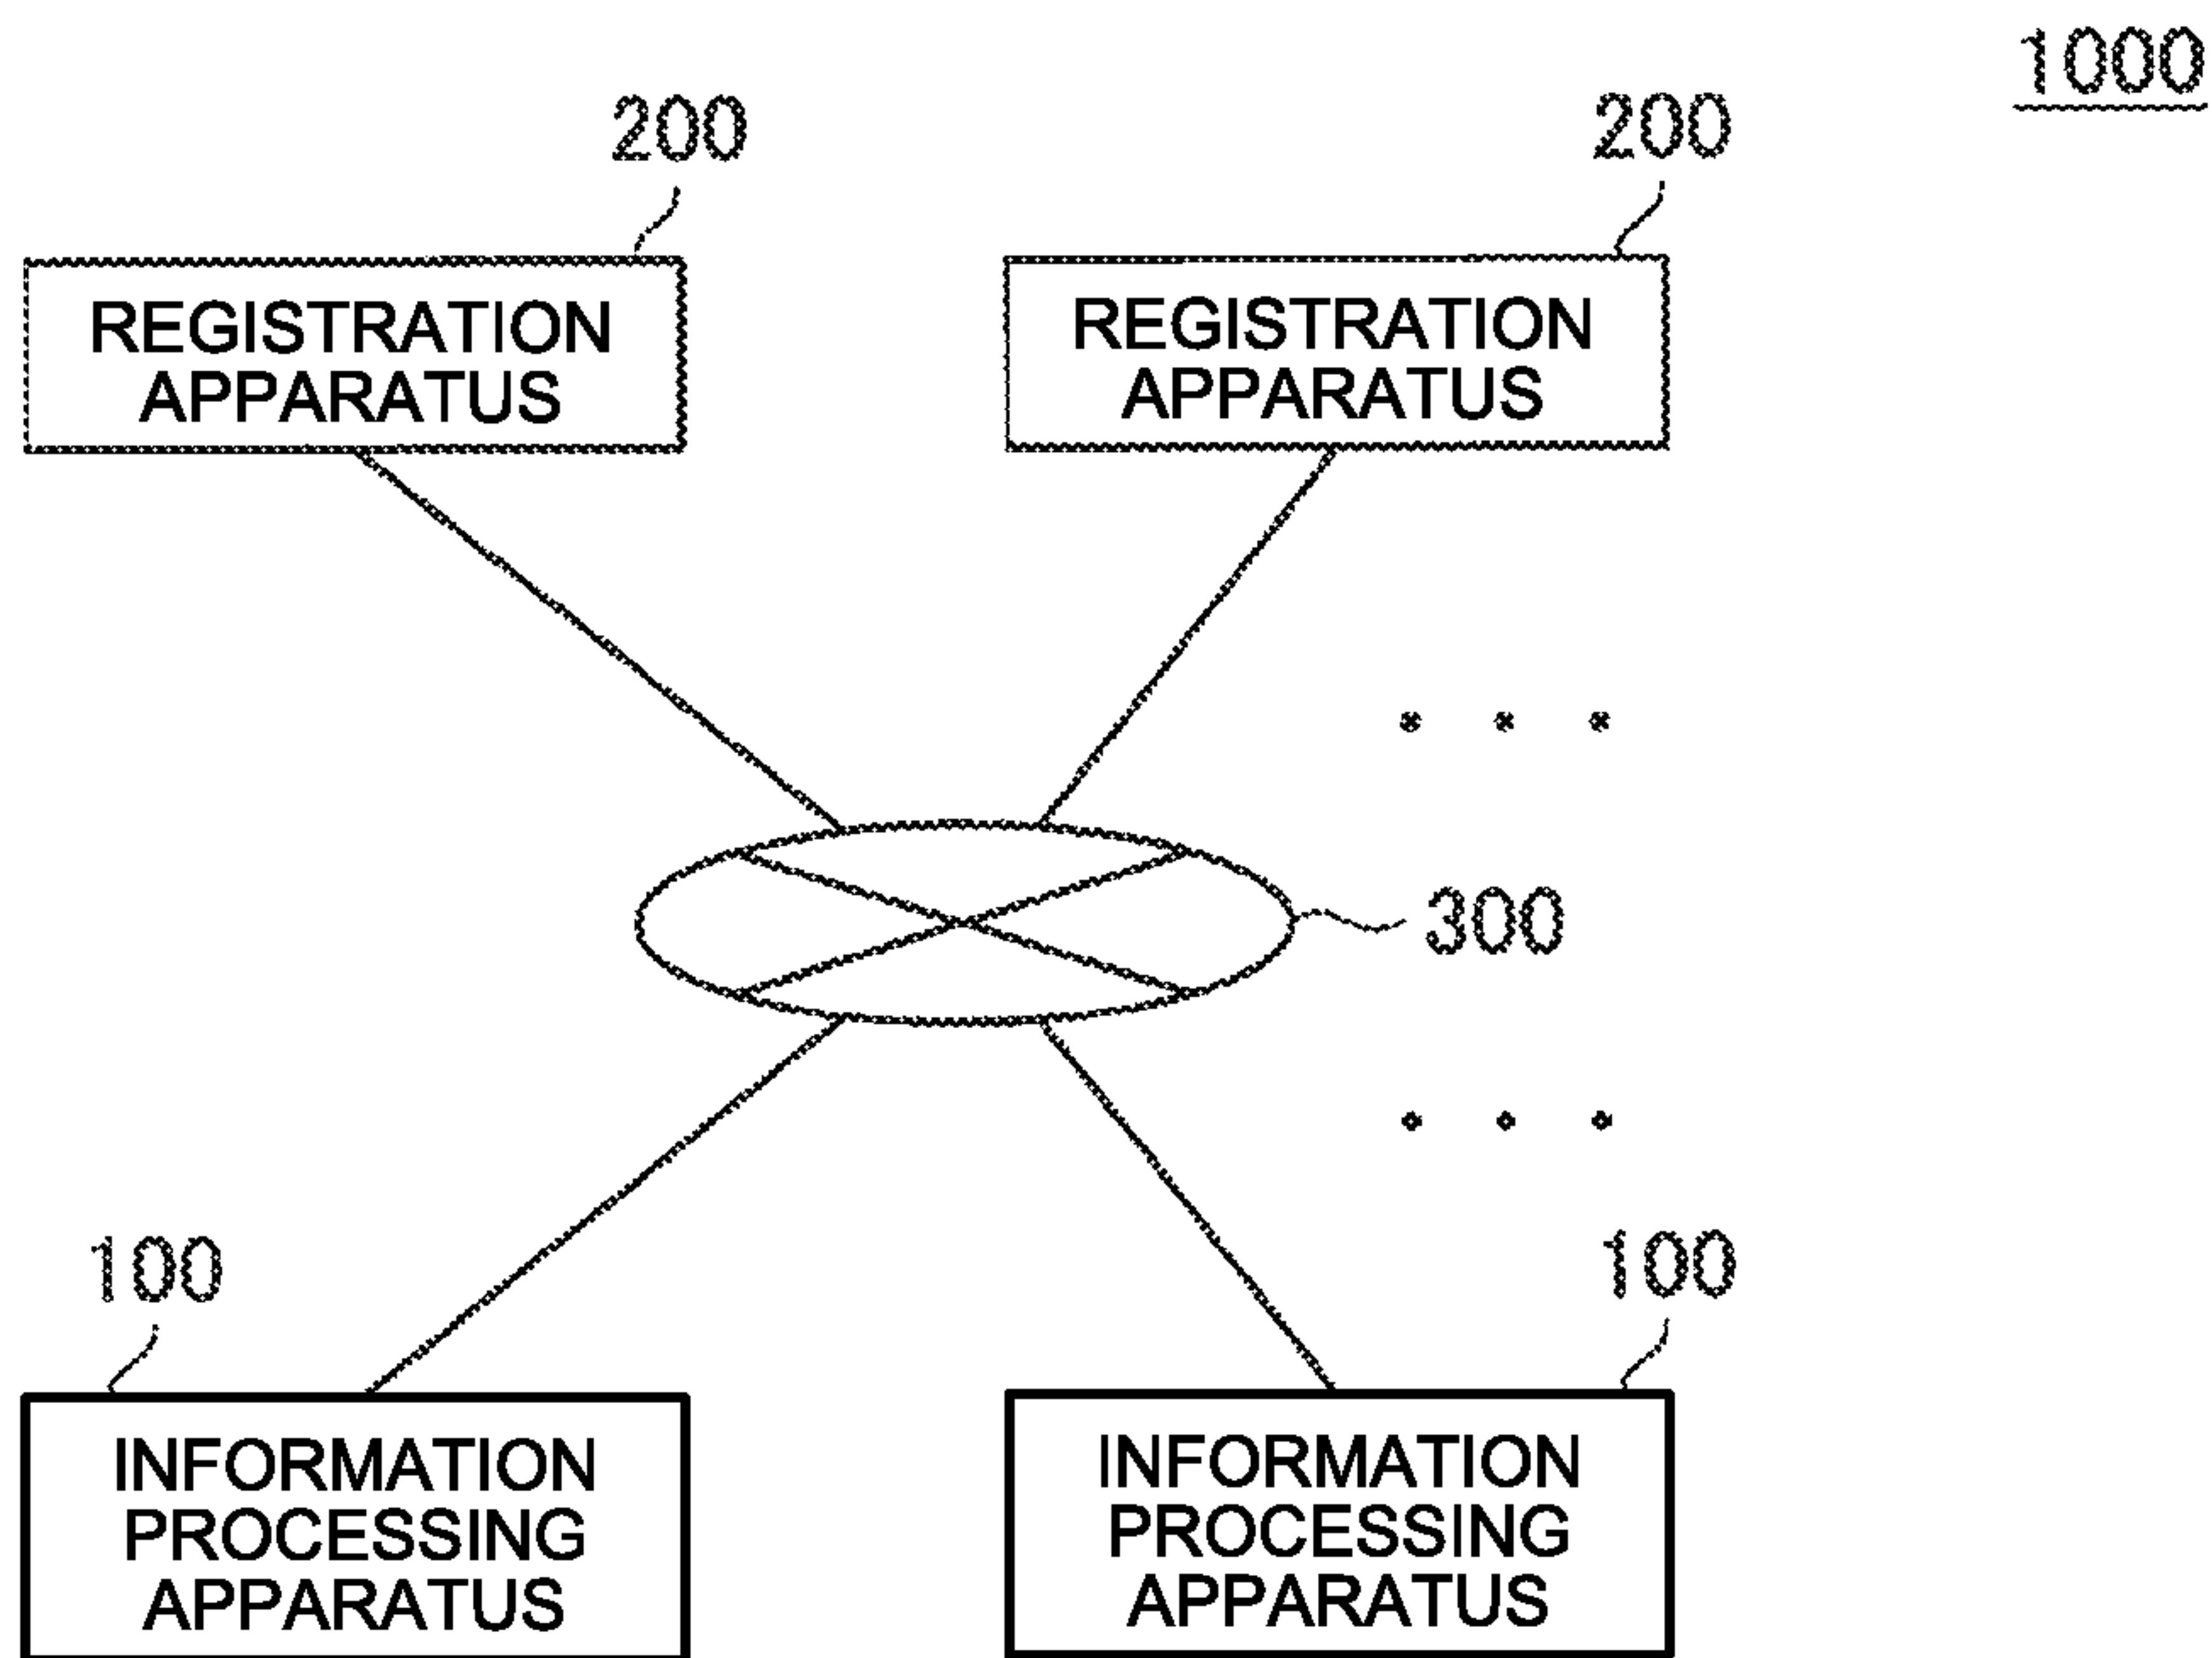 1000
200
200
REGISTRATION
APPARATUS
REGISTRATION
APPARATUS
300
100
100
INFORMATION
PROCESSING
APPARATUS
INFORMATION
PROCESSING
APPARATUS